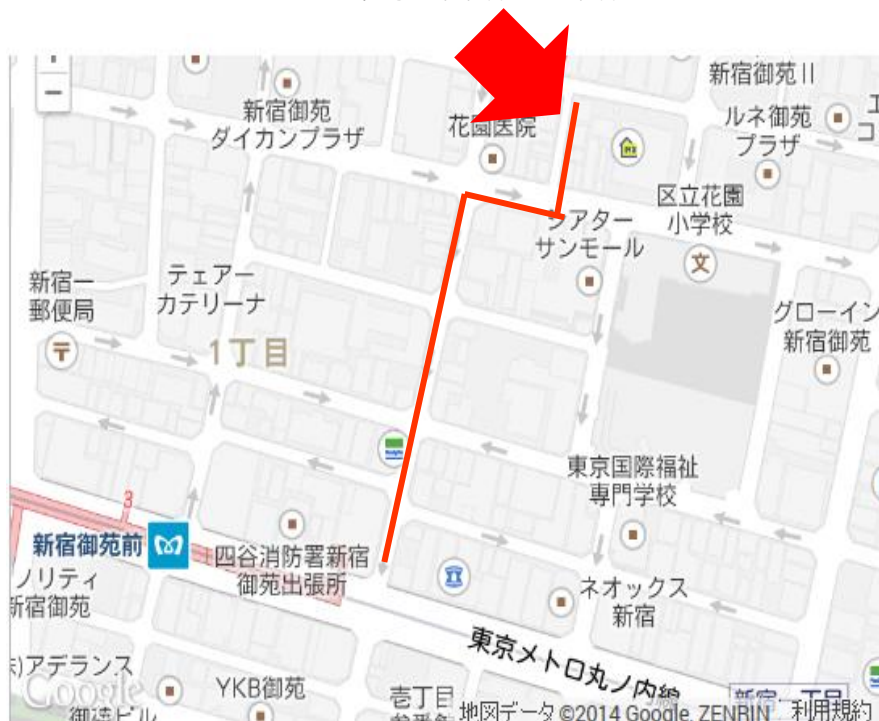 新宿御苑Ⅱ
新宿御苑
ダイカンプラザ
花園医院
ルネ御苑
プラザ
エ
コ
区立花園
小学校
シアター
サンモール
文
新宿一
郵便局
〒
テェアー
カテリーナ
グローイン
新宿御苑
1丁目
東京国際福祉
専門学校
3
新宿御苑前
四谷消防署新宿
御苑出張所
ノリティ
新宿御苑
ネオックス
新宿
東京メトロ丸ノ内線
)アデランス
Google
YKB御苑
壱丁目
地図データ ©2014 Google, ZENRIN
利用規約